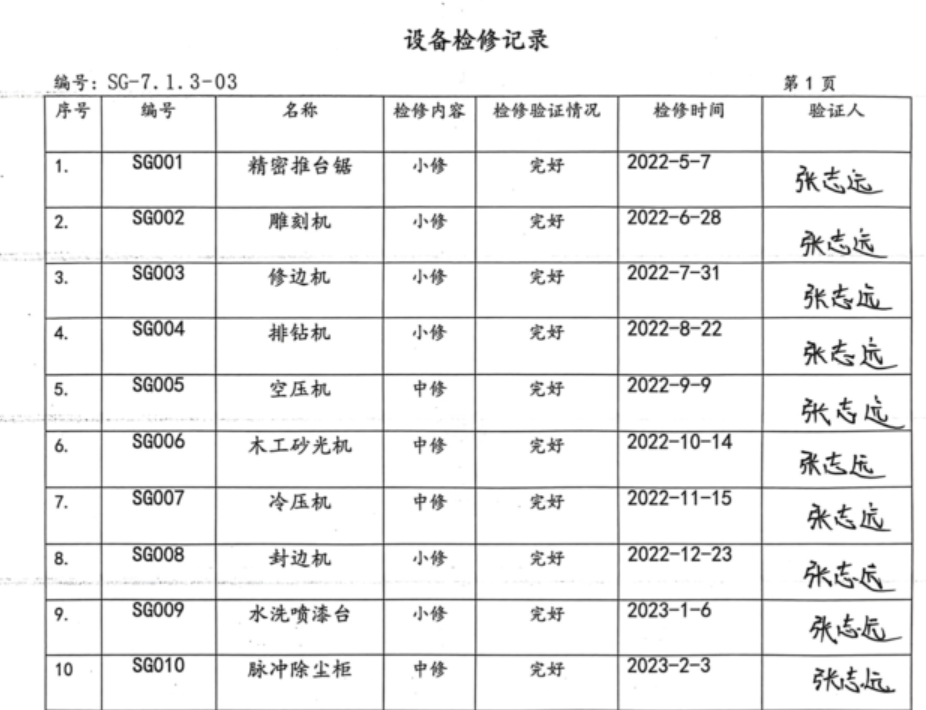 设备检修记录
编号：SG-7.1.3-03 第 1 页
序号 编号 名称 检修内容 检修验证情况 检修时间 验证人
1. SG001 精密推台锯 小修 完好 2022-5-7 张志远
2. SG002 雕刻机 小修 完好 2022-6-28 张志远
3. SG003 修边机 小修 完好 2022-7-31 张志远
4. SG004 排钻机 小修 完好 2022-8-22 张志远
5. SG005 空压机 中修 完好 2022-9-9 张志远
6. SG006 木工砂光机 中修 完好 2022-10-14 张志远
7. SG007 冷压机 中修 完好 2022-11-15 张志远
8. SG008 封边机 小修 完好 2022-12-23 张志远
9. SG009 水洗喷漆台 小修 完好 2023-1-6 张志远
10 SG010 脉冲除尘柜 中修 完好 2023-2-3 张志远